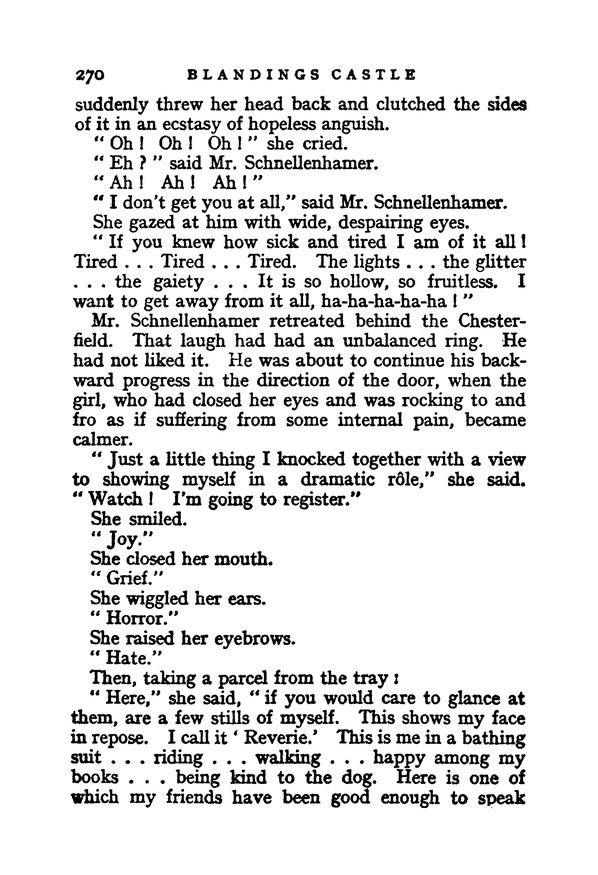 270 BLANDINGS CASTLE
suddenly threw her head back and clutched the sides
of it in an ecstasy of hopeless anguish.
“ Oh ! Oh ! Oh ! ” she cried.
“ Eh ? ” said Mr. Schnellenhamer.
“ Ah ! Ah ! Ah ! ”
“ I don’t get you at all,” said Mr. Schnellenhamer.
She gazed at him with wide, despairing eyes.
“ If you knew how sick and tired I am of it all !
Tired . . . Tired . . . Tired. The lights . . . the glitter
. . . the gaiety . . . It is so hollow, so fruitless. I
want to get away from it all, ha-ha-ha-ha-ha ! ”
Mr. Schnellenhamer retreated behind the Chester-
field. That laugh had had an unbalanced ring. He
had not liked it. He was about to continue his back-
ward progress in the direction of the door, when the
girl, who had closed her eyes and was rocking to and
fro as if suffering from some internal pain, became
calmer.
“ Just a little thing I knocked together with a view
to showing myself in a dramatic rôle,” she said.
“ Watch ! I’m going to register.”
She smiled.
“ Joy.”
She closed her mouth.
“ Grief.”
She wiggled her ears.
“ Horror.”
She raised her eyebrows.
“ Hate.”
Then, taking a parcel from the tray :
“ Here,” she said, “ if you would care to glance at
them, are a few stills of myself. This shows my face
in repose. I call it ‘ Reverie.’ This is me in a bathing
suit . . . riding . . . walking . . . happy among my
books . . . being kind to the dog. Here is one of
which my friends have been good enough to speak